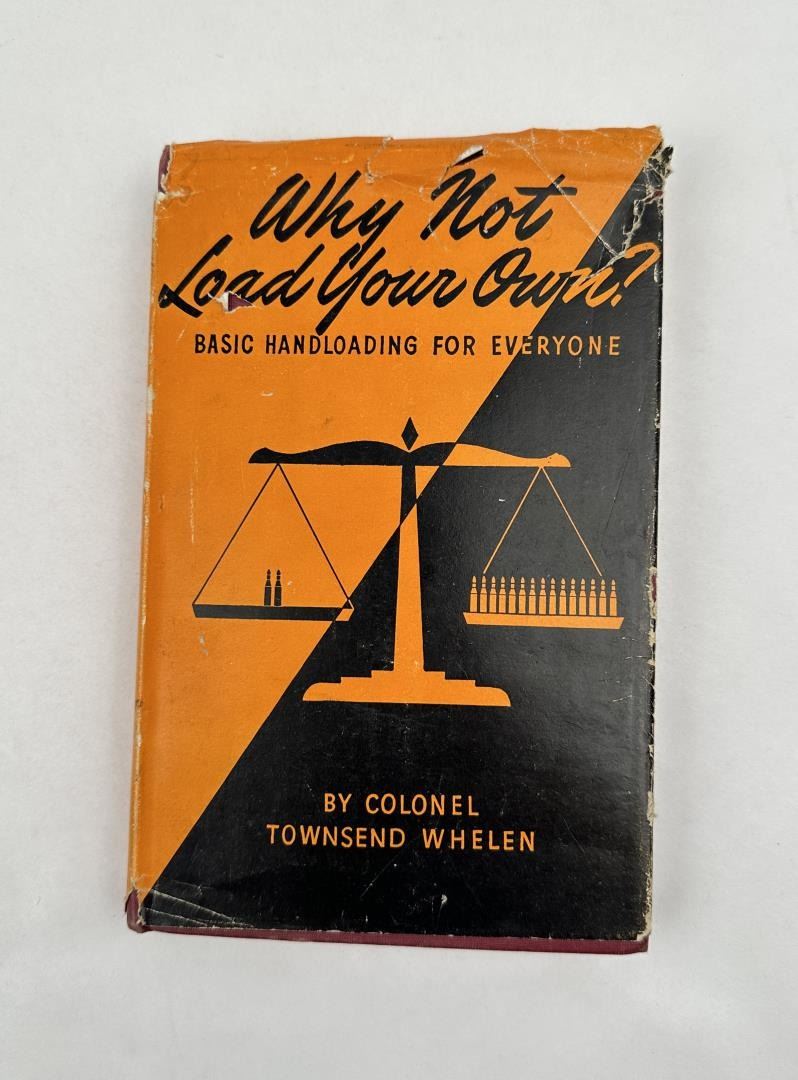 Why Not
Load Your Own?
BASIC HANDLOADING FOR EVERYONE
BY COLONEL
TOWNSEND WHELEN